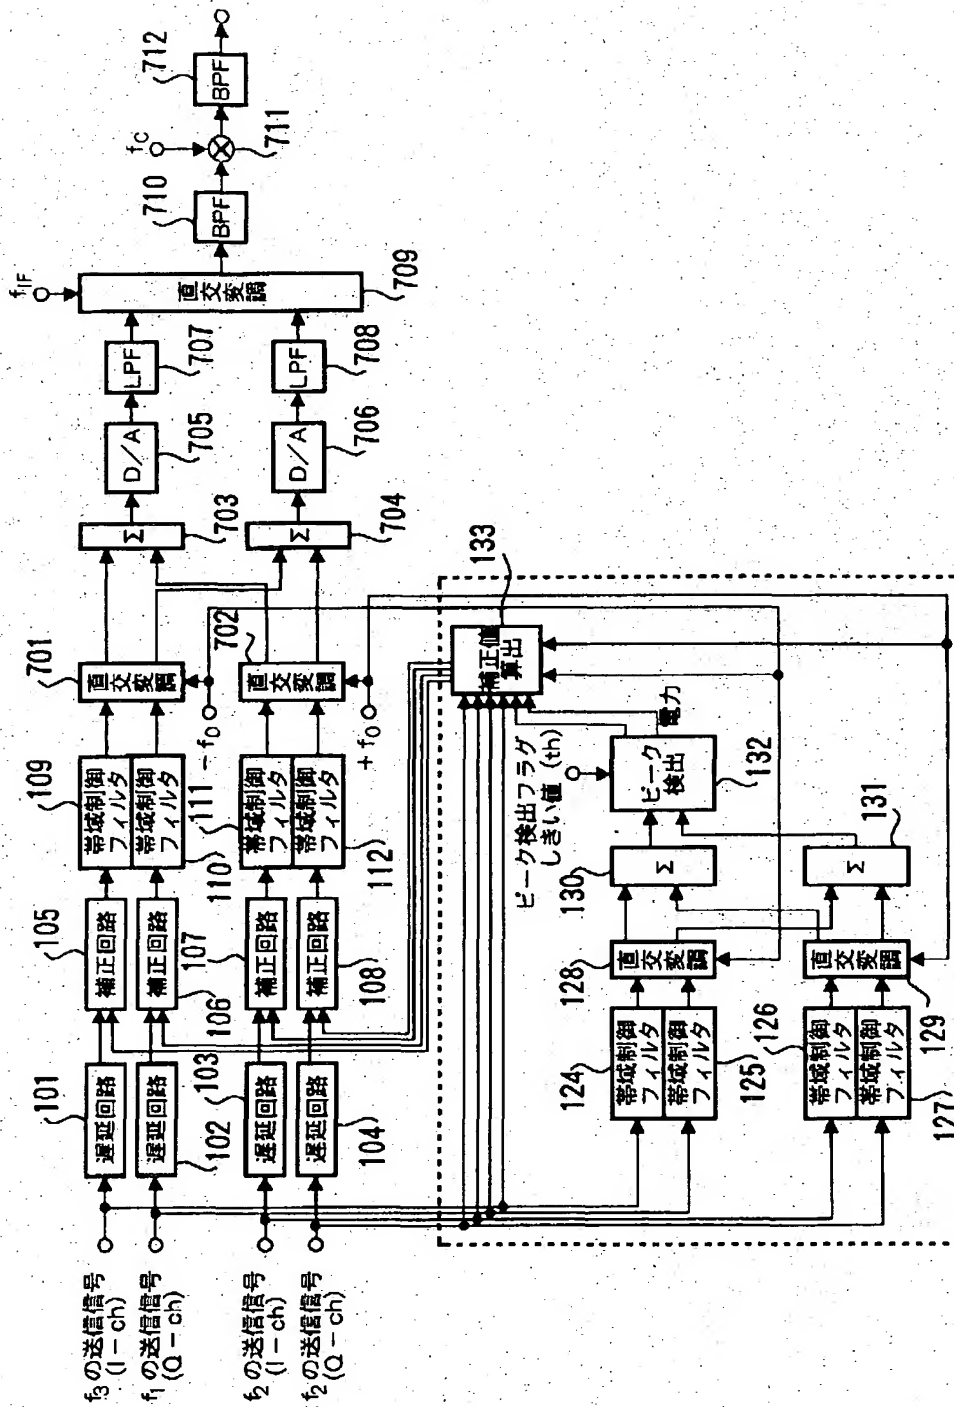 f3 の送信信号
(I－ch)
f1 の送信信号
(Q－ch)
f2 の送信信号
(I－ch)
f2 の送信信号
(Q－ch)
101
遅延回路
遅延回路
102
103
遅延回路
遅延回路
104
105
補正回路
補正回路
106
107
補正回路
補正回路
108
109
帯域制御
フィルタ
帯域制御
フィルタ
110
111
帯域制御
フィルタ
帯域制御
フィルタ
112
701
直交変調
－f0
702
直交変調
＋f0
Σ
703
Σ
704
D/A
705
D/A
706
LPF
707
LPF
708
fIF
直交変調
709
710
BPF
fC
711
712
BPF
133
補正値
算出
ピーク検出フラグ
しきい値 (th)
電力
ピーク
検出
132
130
Σ
131
Σ
128
直交変調
直交変調
129
124
帯域制御
フィルタ
帯域制御
フィルタ
125
126
帯域制御
フィルタ
帯域制御
フィルタ
127